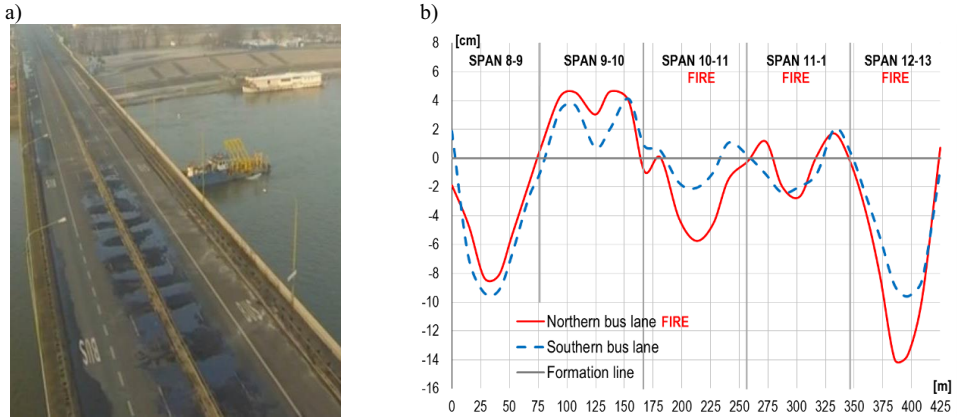 a)
BUS
b)
[cm]
8
6
4
2
0
-2
-4
-6
-8
-10
-12
-14
-16
SPAN 8-9 SPAN 9-10 SPAN 10-11 SPAN 11-1 SPAN 12-13
FIRE FIRE FIRE
Northern bus lane FIRE
Southern bus lane
Formation line
[m]
0 25 50 75 100 125 150 175 200 225 250 275 300 325 350 375 400 425